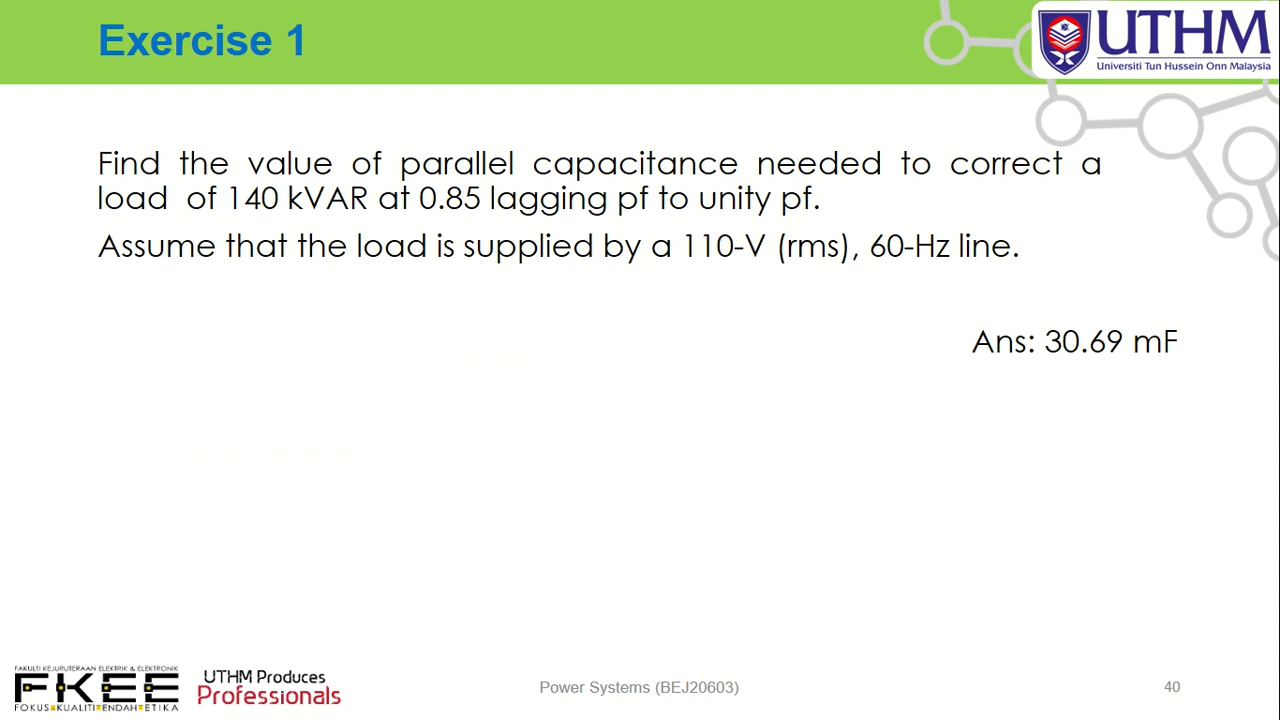 Exercise 1
UTHM
Universiti Tun Hussein Onn Malaysia
Find the value of parallel capacitance needed to correct a
load of 140 kVAR at 0.85 lagging pf to unity pf.
Assume that the load is supplied by a 110-V (rms), 60-Hz line.
Ans: 30.69 mF
FAKULTI KEJURUTERAAN ELEKTRIK & ELEKTRONIK
FKEE
FOKUS KUALITI ENDAH ETIKA
UTHM Produces
Professionals
Power Systems (BEJ20603)
40